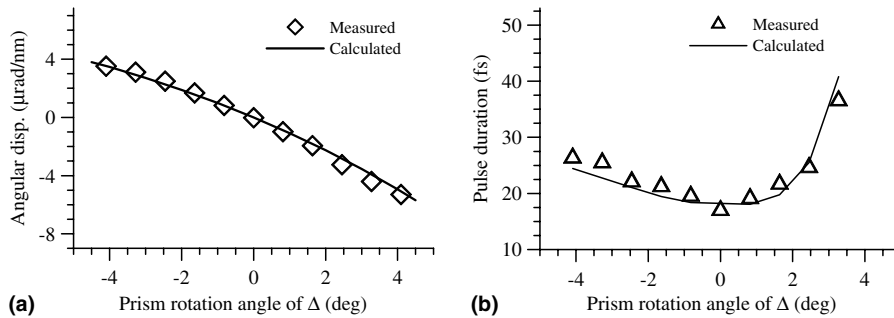 Measured
Calculated
4
0
-4
-8
Angular disp. (μrad/nm)
-4
-2
0
2
4
Prism rotation angle of Δ (deg)
(a)
Measured
Calculated
50
40
30
20
10
Pulse duration (fs)
-4
-2
0
2
4
Prism rotation angle of Δ (deg)
(b)